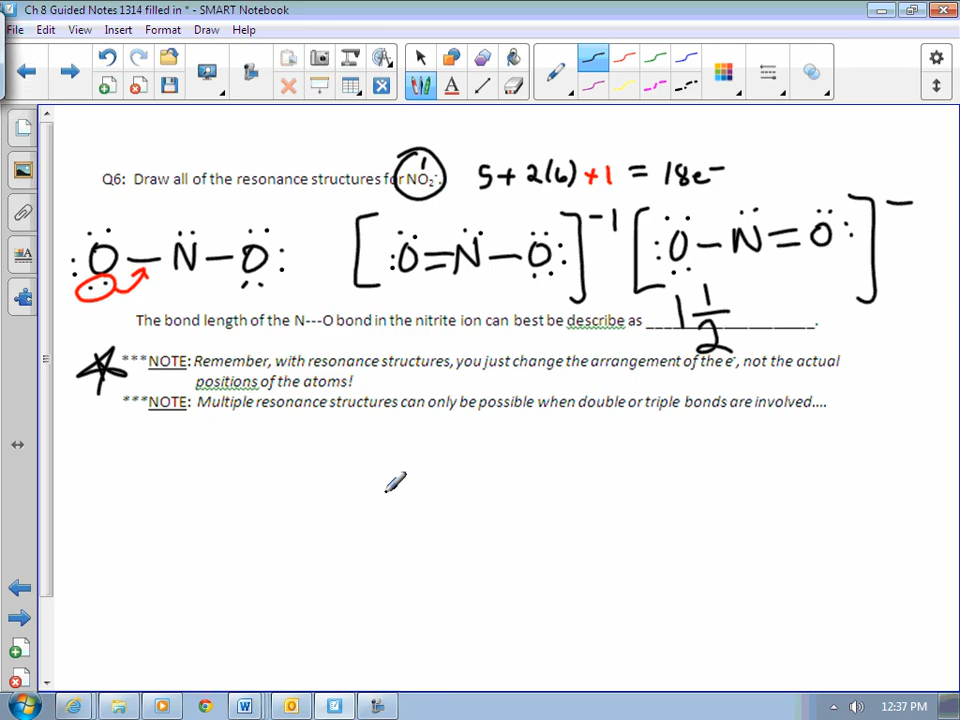 Ch 8 Guided Notes 1314 filled in * - SMART Notebook
File Edit View Insert Format Draw Help
Q6: Draw all of the resonance structures for NO₂⁻. 5+2(6)+1 = 18e⁻
:O – N – O: [:O=N–O:]⁻¹ [:O–N=O:]⁻
The bond length of the N---O bond in the nitrite ion can best be describe as ____________________. 1 1/2
***NOTE: Remember, with resonance structures, you just change the arrangement of the e⁻, not the actual
positions of the atoms!
***NOTE: Multiple resonance structures can only be possible when double or triple bonds are involved....
12:37 PM